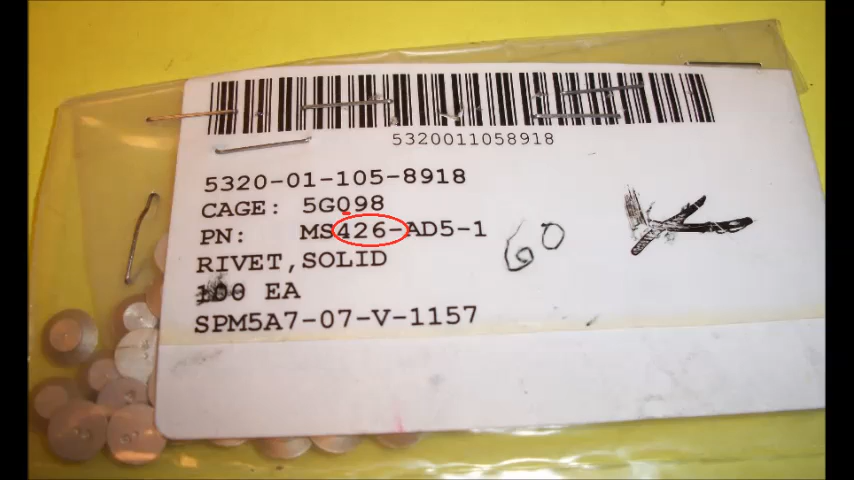 5320011058918
5320-01-105-8918
CAGE: 5G098
PN: MS426-AD5-1
60
RIVET,SOLID
100 EA
SPM5A7-07-V-1157